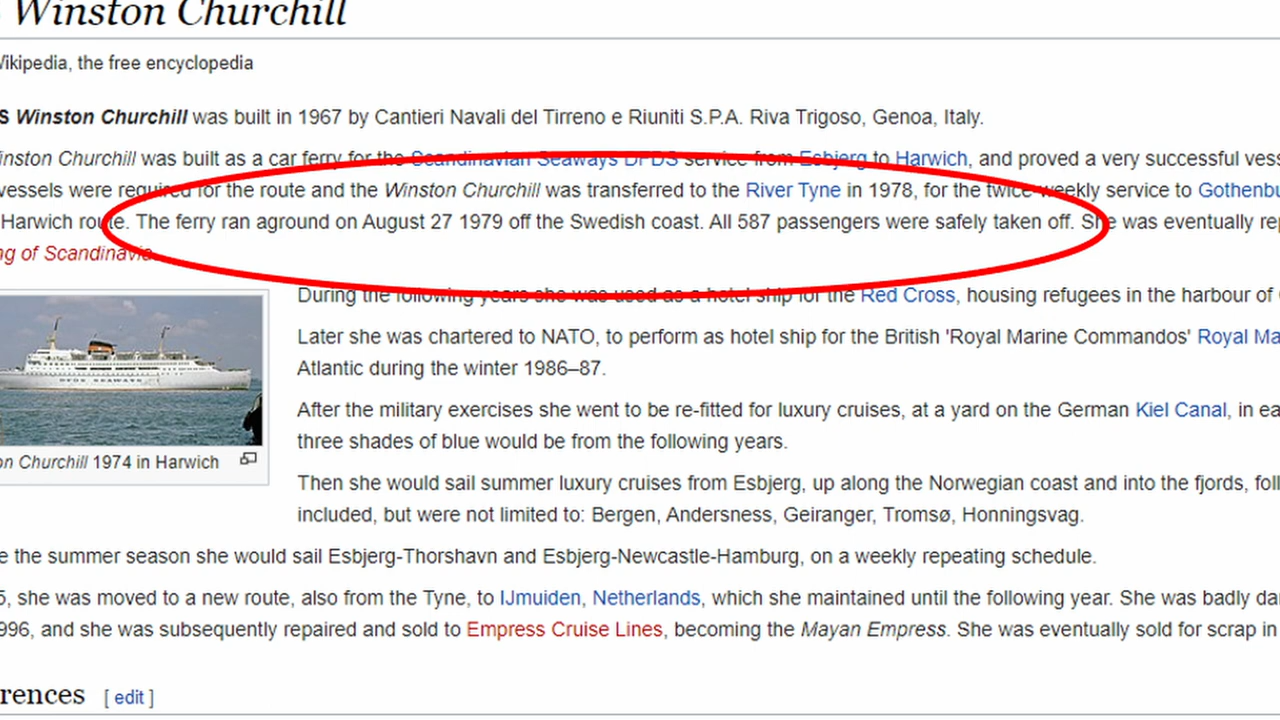 Winston Churchill
Wikipedia, the free encyclopedia
S Winston Churchill was built in 1967 by Cantieri Navali del Tirreno e Riuniti S.P.A. Riva Trigoso, Genoa, Italy.
inston Churchill was built as a car ferry for the Scandinavian Seaways DFDS service from Esbjerg to Harwich, and proved a very successful vess
vessels were required for the route and the Winston Churchill was transferred to the River Tyne in 1978, for the twice-weekly service to Gothenbu
Harwich route. The ferry ran aground on August 27 1979 off the Swedish coast. All 587 passengers were safely taken off. She was eventually rep
ng of Scandinavia.
During the following years she was used as a hotel ship for the Red Cross, housing refugees in the harbour of
Later she was chartered to NATO, to perform as hotel ship for the British 'Royal Marine Commandos' Royal Ma
Atlantic during the winter 1986–87.
DFDS SEAWAYS
After the military exercises she went to be re-fitted for luxury cruises, at a yard on the German Kiel Canal, in ea
three shades of blue would be from the following years.
on Churchill 1974 in Harwich
Then she would sail summer luxury cruises from Esbjerg, up along the Norwegian coast and into the fjords, foll
included, but were not limited to: Bergen, Andersness, Geiranger, Tromsø, Honningsvag.
e the summer season she would sail Esbjerg-Thorshavn and Esbjerg-Newcastle-Hamburg, on a weekly repeating schedule.
5, she was moved to a new route, also from the Tyne, to IJmuiden, Netherlands, which she maintained until the following year. She was badly da
996, and she was subsequently repaired and sold to Empress Cruise Lines, becoming the Mayan Empress. She was eventually sold for scrap in
rences [ edit ]